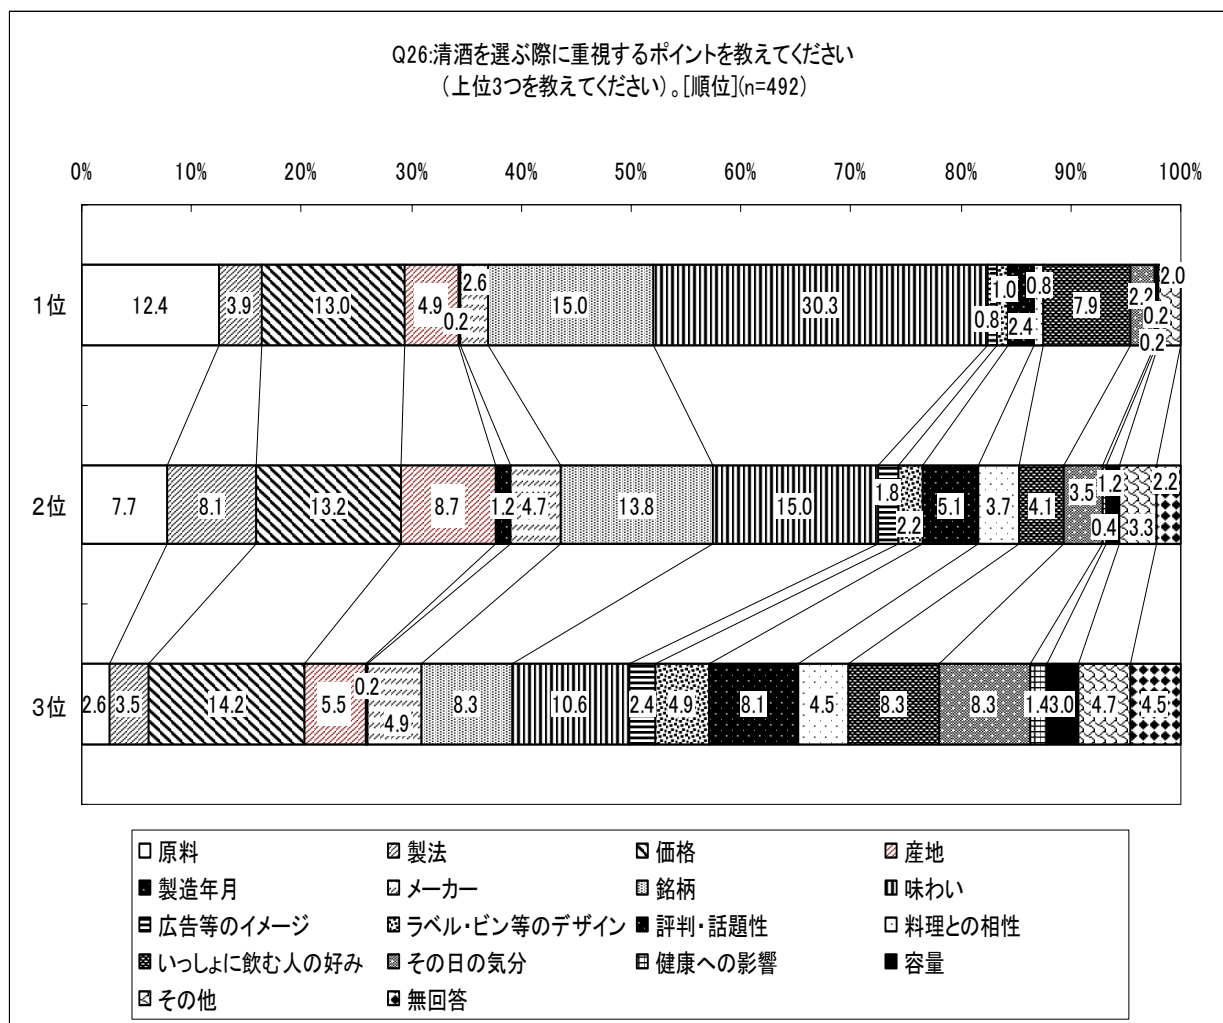 Q26:清酒を選ぶ際に重視するポイントを教えてください
(上位3つを教えてください)。[順位](n=492)
0% 10% 20% 30% 40% 50% 60% 70% 80% 90% 100%
1位 12.4 3.9 13.0 4.9 0.2 2.6 15.0 30.3 0.8 1.0 2.4 0.8 7.9 2.2 0.2 0.2 2.0
2位 7.7 8.1 13.2 8.7 1.2 4.7 13.8 15.0 1.8 2.2 5.1 3.7 4.1 3.5 0.4 1.2 3.3 2.2
3位 2.6 3.5 14.2 5.5 0.2 4.9 8.3 10.6 2.4 4.9 8.1 4.5 8.3 8.3 1.4 3.0 4.7 4.5
原料 製法 価格 産地
製造年月 メーカー 銘柄 味わい
広告等のイメージ ラベル・ビン等のデザイン 評判・話題性 料理との相性
いっしょに飲む人の好み その日の気分 健康への影響 容量
その他 無回答